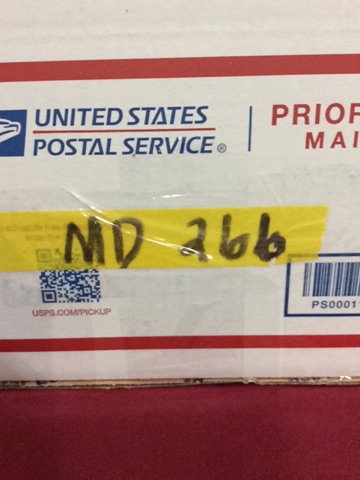 UNITED STATES
POSTAL SERVICE®
PRIOR
MAI
MD 266
USPS.COM/PICKUP
PS0001